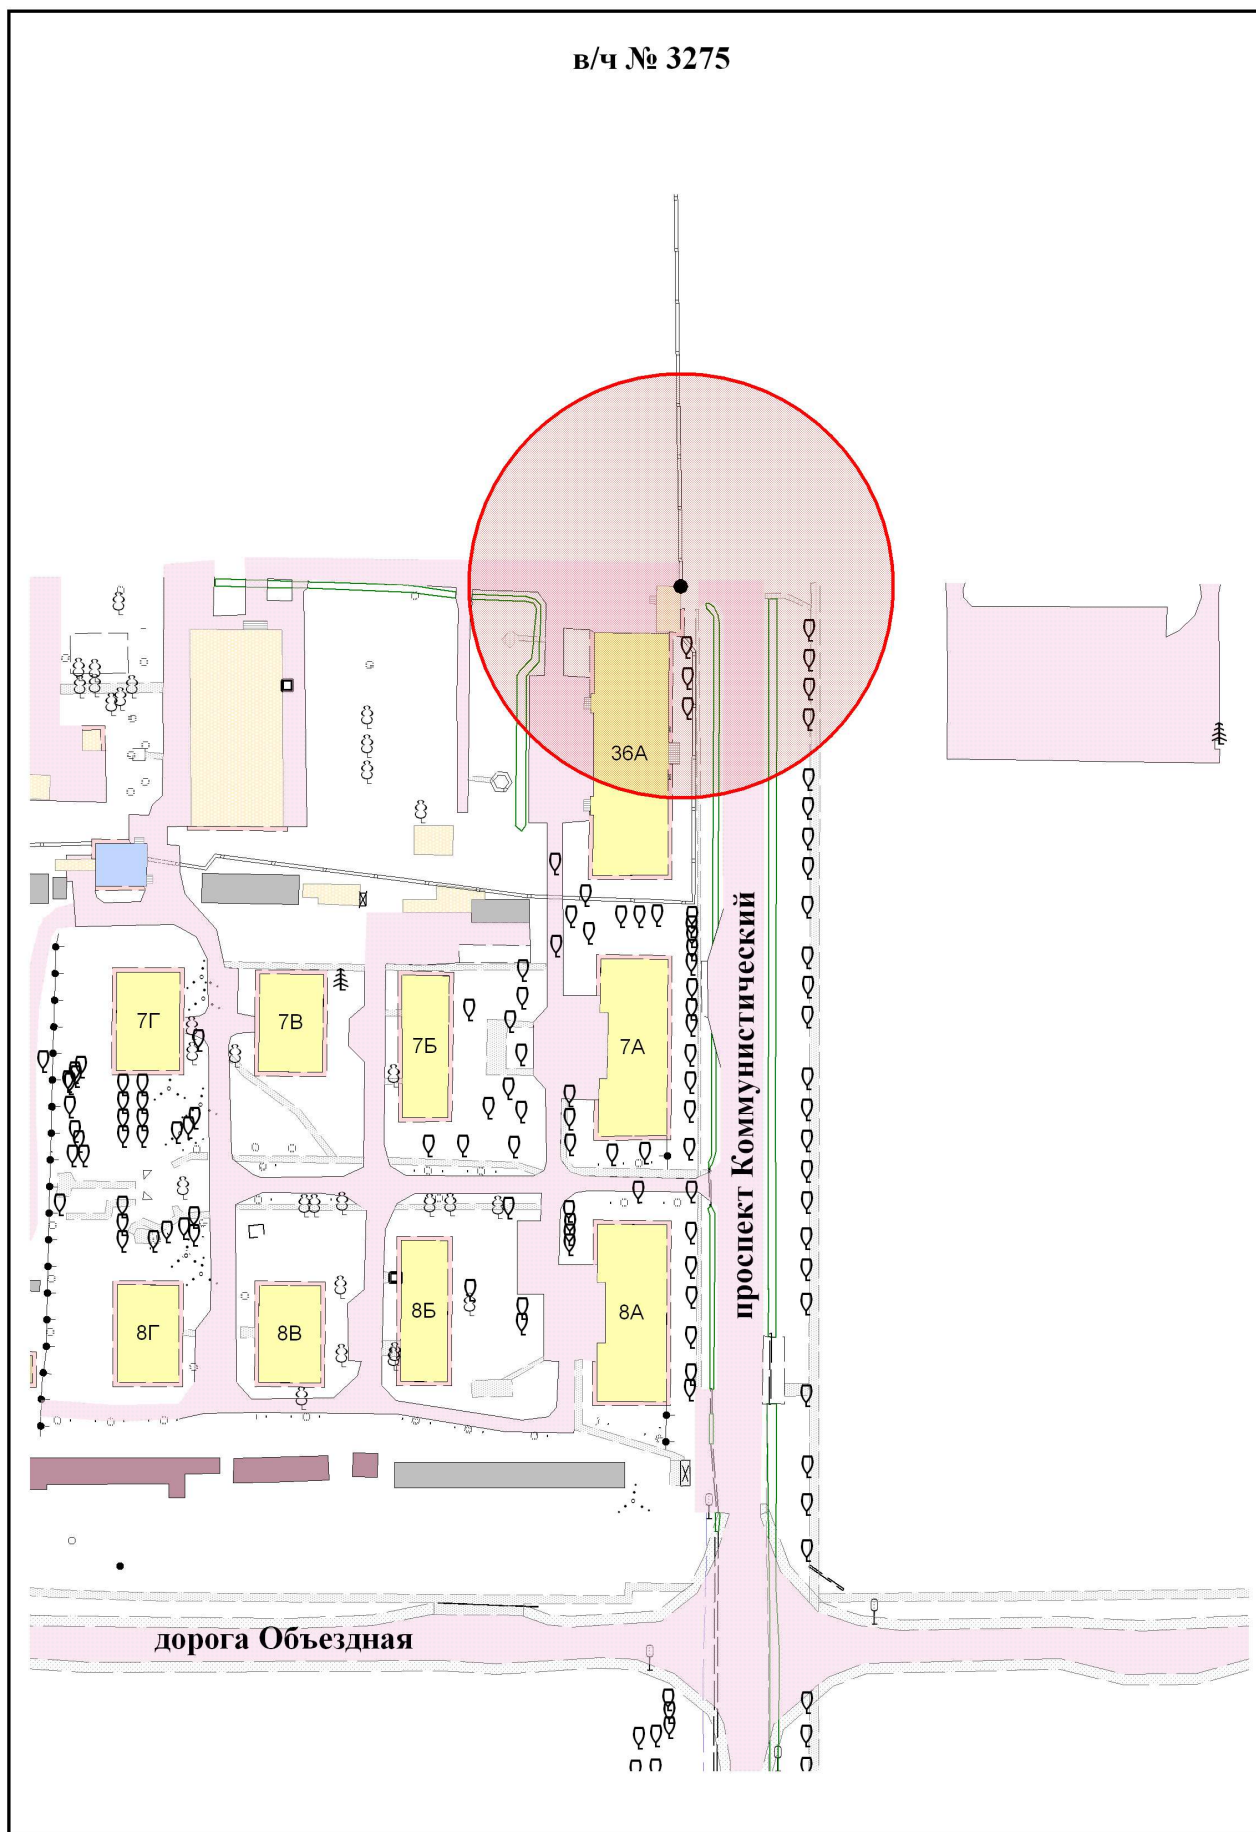 в/ч № 3275
36А
проспект Коммунистический
7Г
7В
7Б
7А
8Г
8В
8Б
8А
дорога Объездная